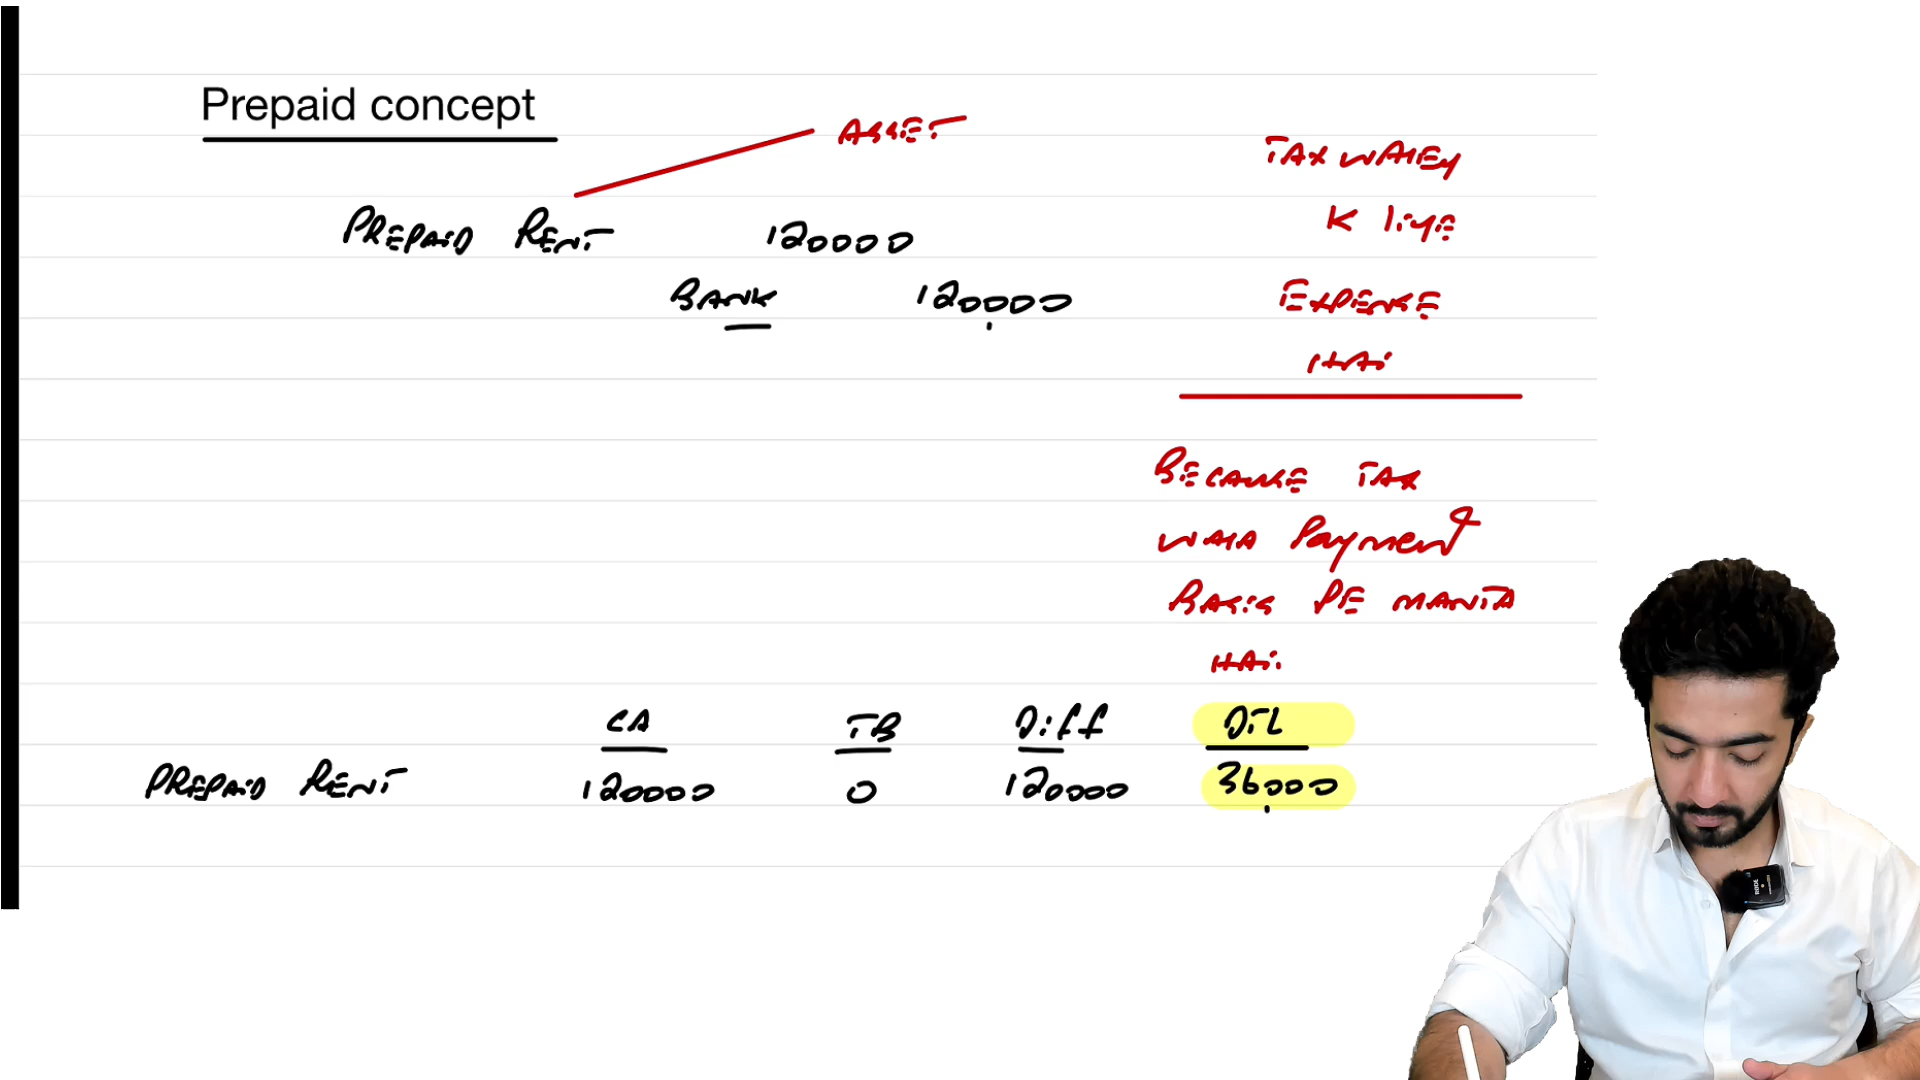 Prepaid concept
ASSET
PREPAID RENT 120000
BANK 120000
TAX WALEY
K liye
EXPENSE
HAi
BECAUSE TAX
WALA Payment
BASIS PE MANTA
HAi
CA TB Diff DTL
PREPAID RENT 120000 0 120000 36000